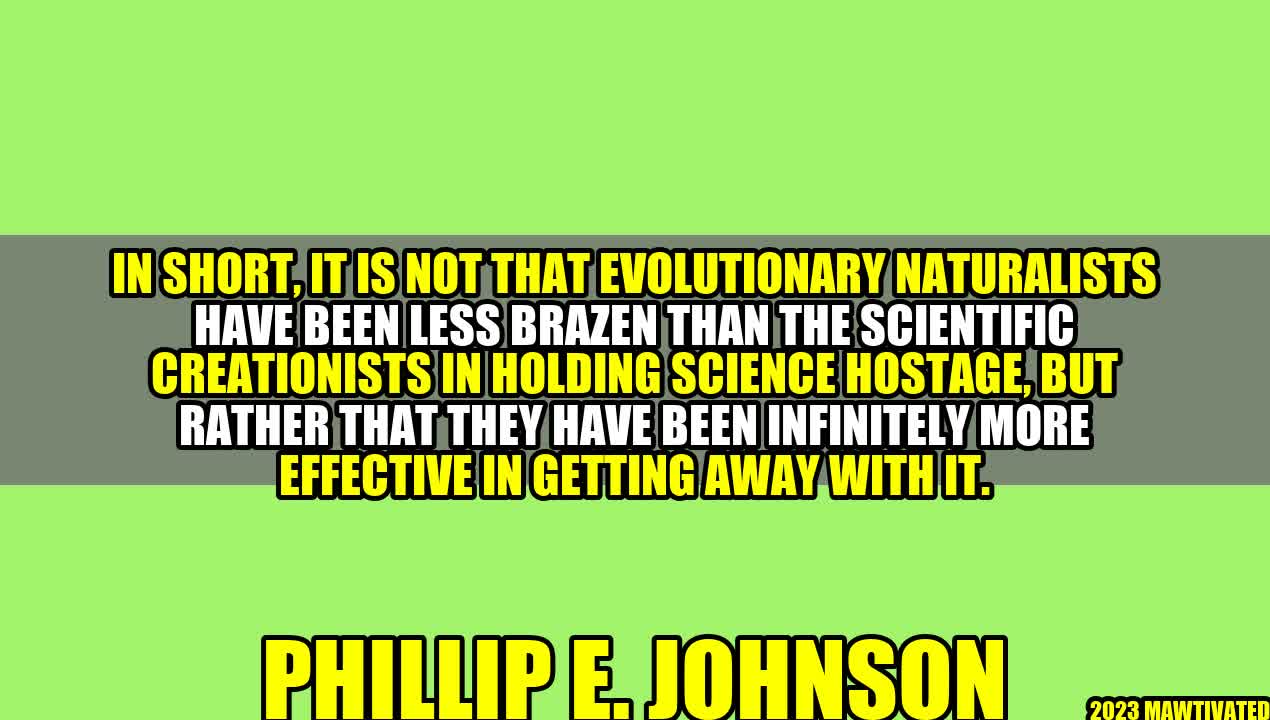 IN SHORT, IT IS NOT THAT EVOLUTIONARY NATURALISTS
HAVE BEEN LESS BRAZEN THAN THE SCIENTIFIC
CREATIONISTS IN HOLDING SCIENCE HOSTAGE, BUT
RATHER THAT THEY HAVE BEEN INFINITELY MORE
EFFECTIVE IN GETTING AWAY WITH IT.
PHILLIP E. JOHNSON
2023 MAWTIVATED